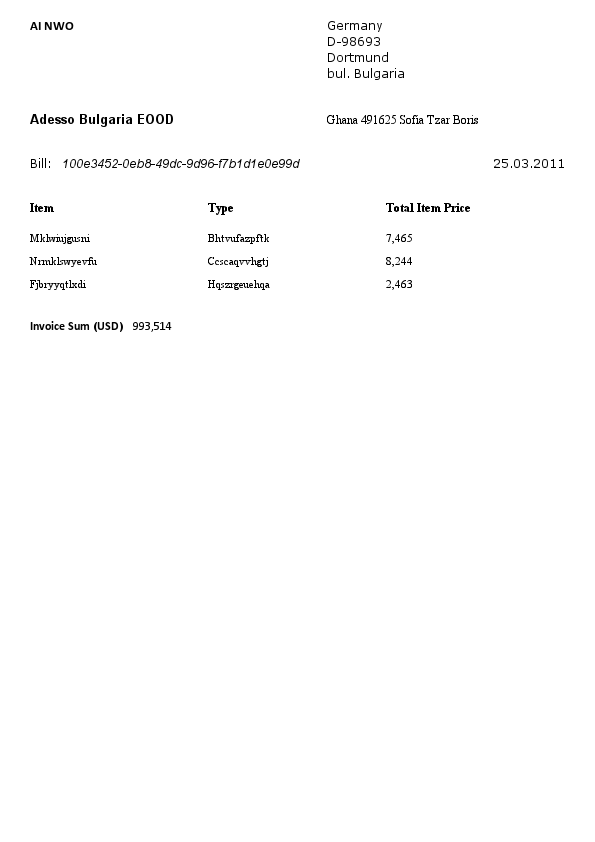 AI NWO
Germany
D-98693
Dortmund
bul. Bulgaria
Adesso Bulgaria EOOD
Ghana 491625 Sofia Tzar Boris
Bill: 100e3452-0eb8-49dc-9d96-f7b1d1e0e99d 25.03.2011
Item Type Total Item Price
Mklwiujgusni Bhtvufazpftk 7,465
Nrmklswyevfu Ccscaqvvhgtj 8,244
Fjbryyqtlxdi Hqszrgeuehqa 2,463
Invoice Sum (USD) 993,514